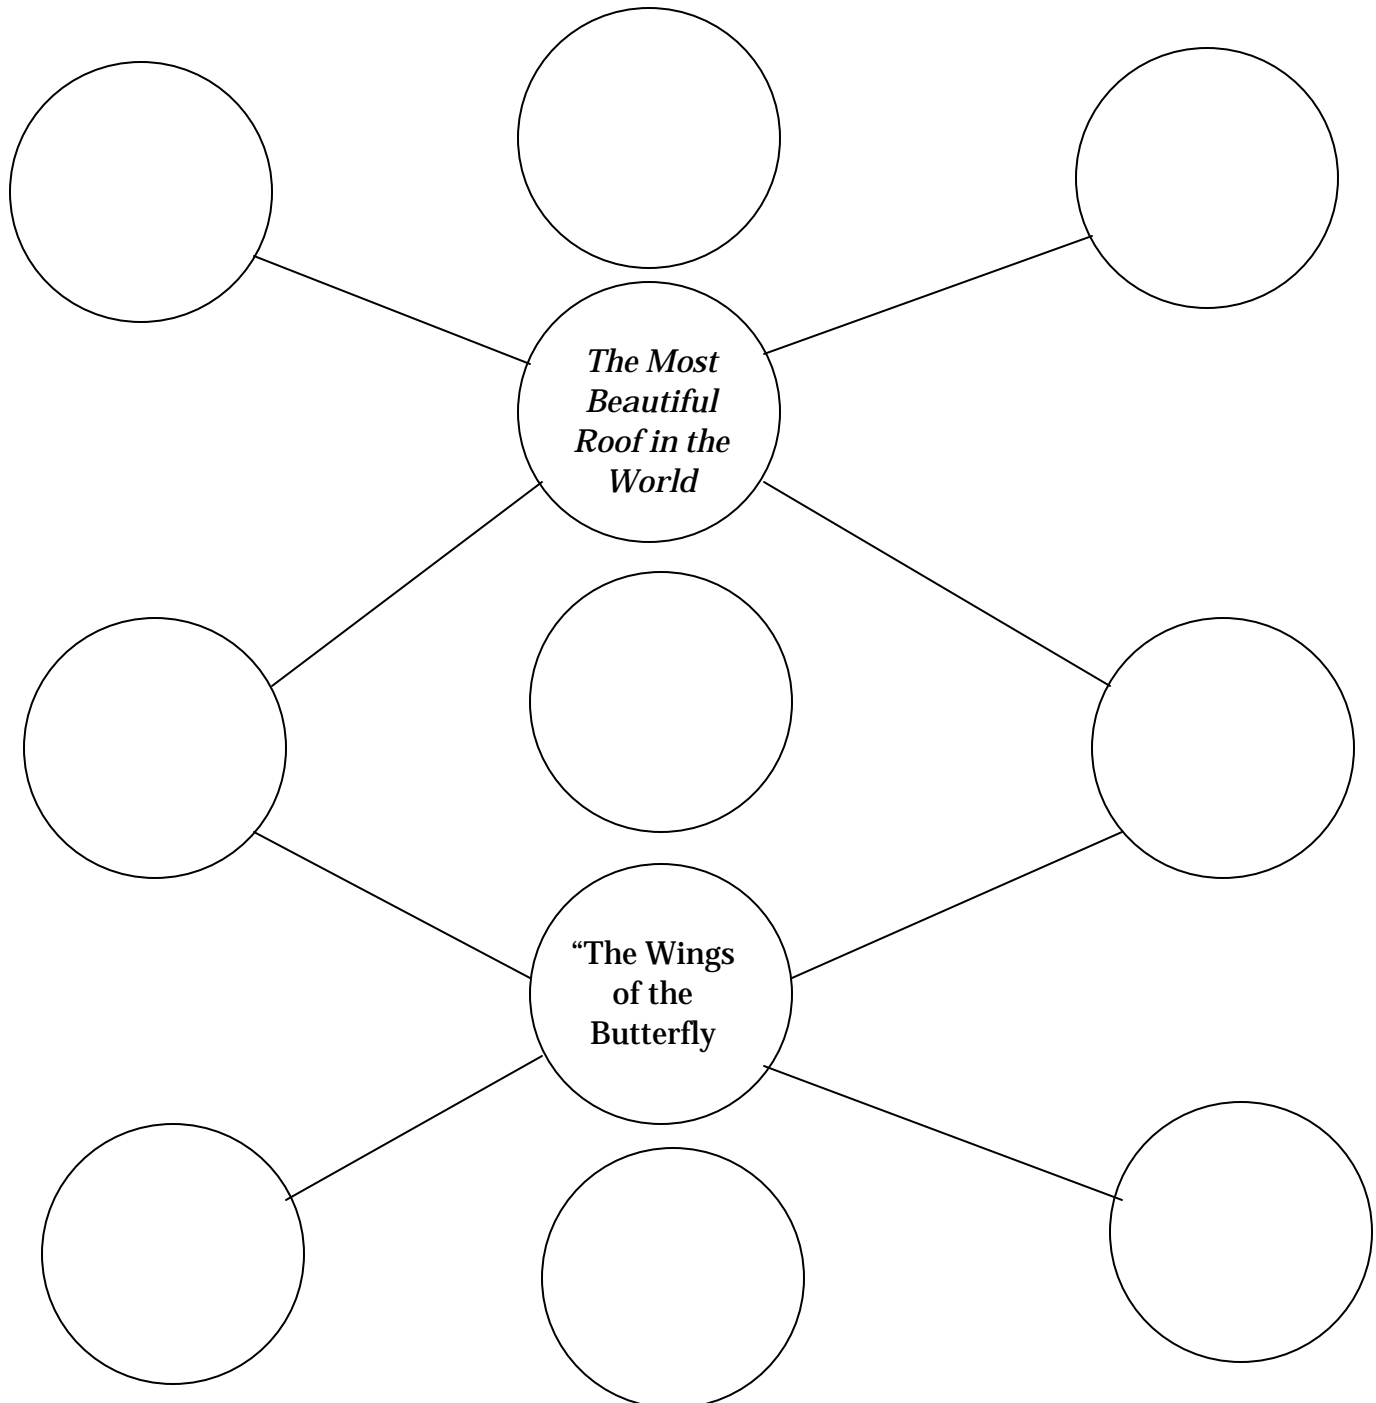 The Most
Beautiful
Roof in the
World
“The Wings
of the
Butterfly